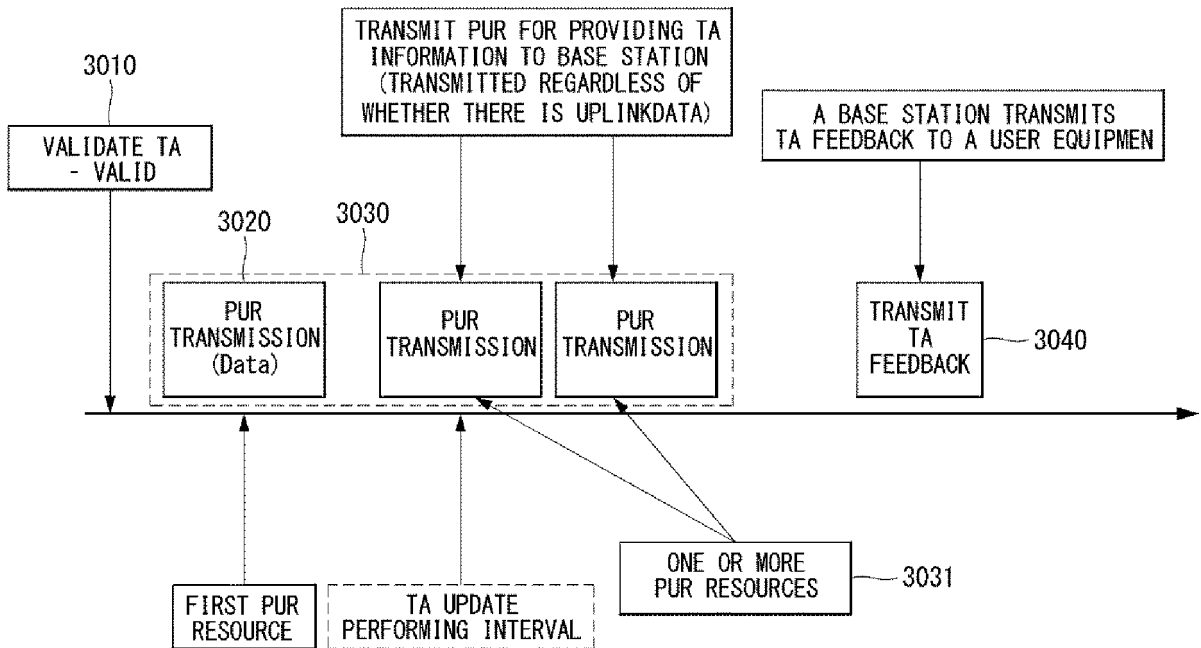 TRANSMIT PUR FOR PROVIDING TA
INFORMATION TO BASE STATION
(TRANSMITTED REGARDLESS OF
WHETHER THERE IS UPLINKDATA)
3010
VALIDATE TA
- VALID
A BASE STATION TRANSMITS
TA FEEDBACK TO A USER EQUIPMEN
3020
3030
PUR
TRANSMISSION
(Data)
PUR
TRANSMISSION
PUR
TRANSMISSION
TRANSMIT
TA
FEEDBACK
3040
FIRST PUR
RESOURCE
TA UPDATE
PERFORMING INTERVAL
ONE OR MORE
PUR RESOURCES
3031